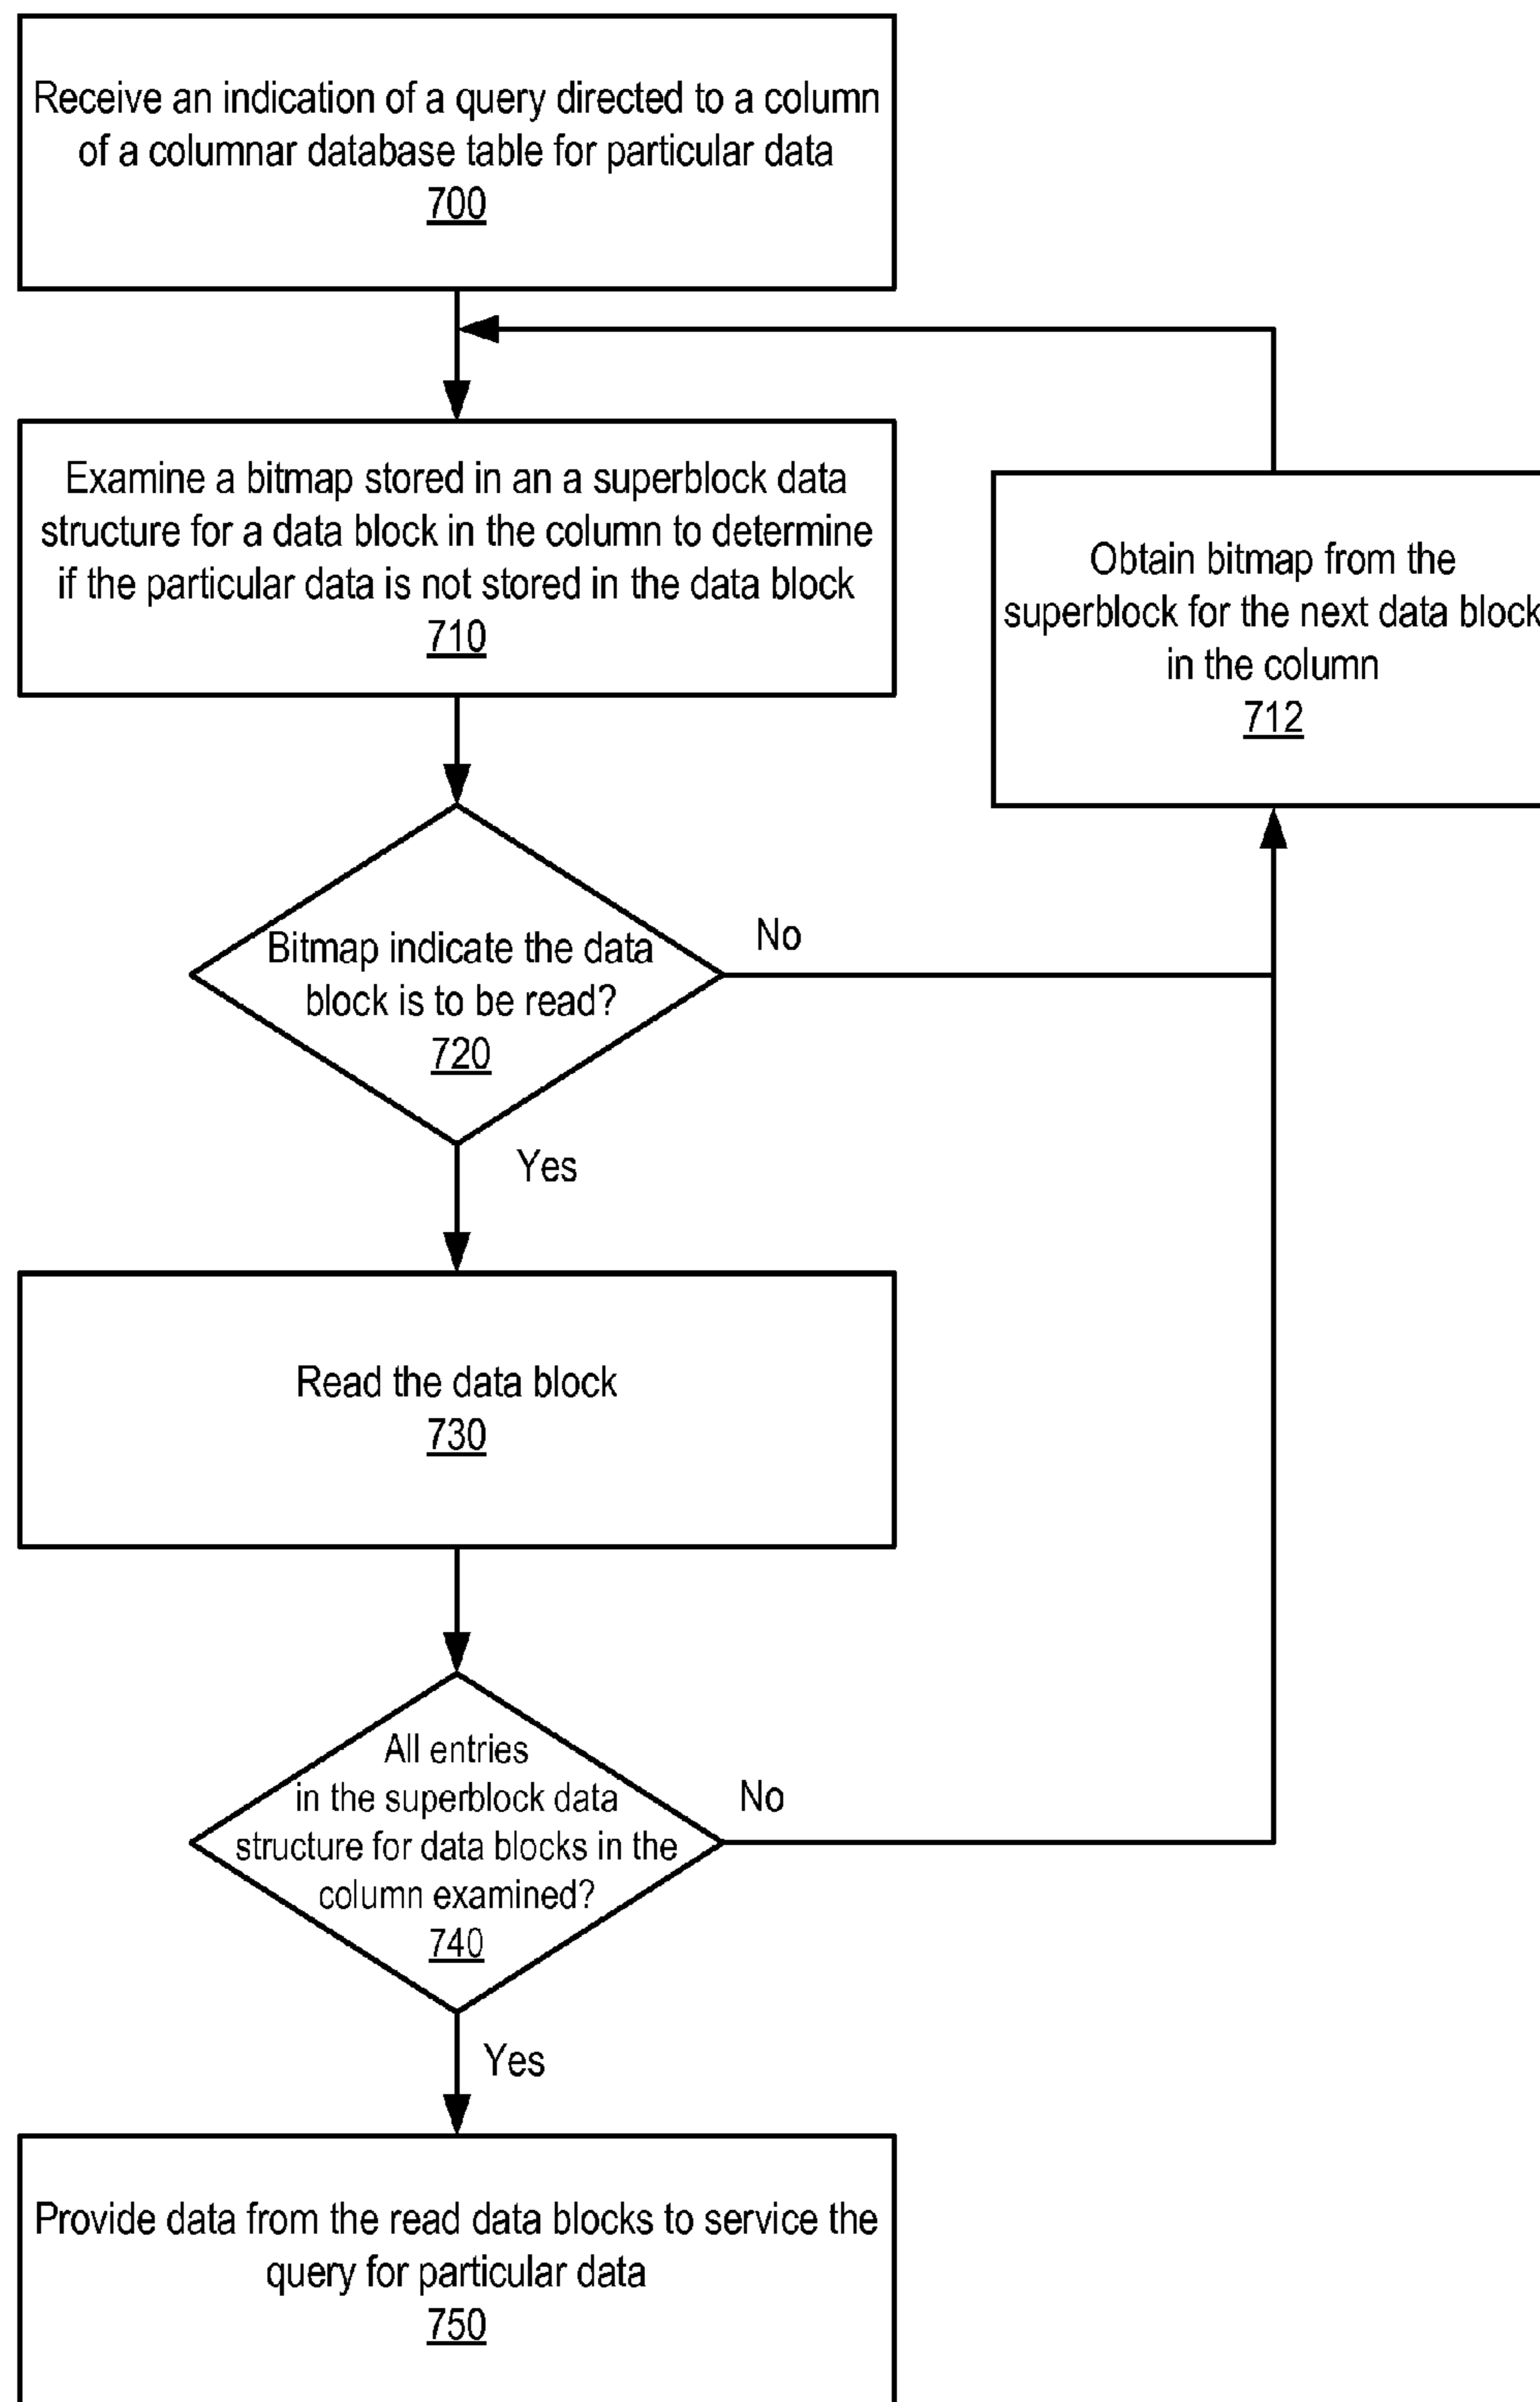 Receive an indication of a query directed to a column
of a columnar database table for particular data
700
Examine a bitmap stored in an a superblock data
structure for a data block in the column to determine
if the particular data is not stored in the data block
710
Obtain bitmap from the
superblock for the next data block
in the column
712
Bitmap indicate the data
block is to be read?
720
No
Yes
Read the data block
730
All entries
in the superblock data
structure for data blocks in the
column examined?
740
No
Yes
Provide data from the read data blocks to service the
query for particular data
750